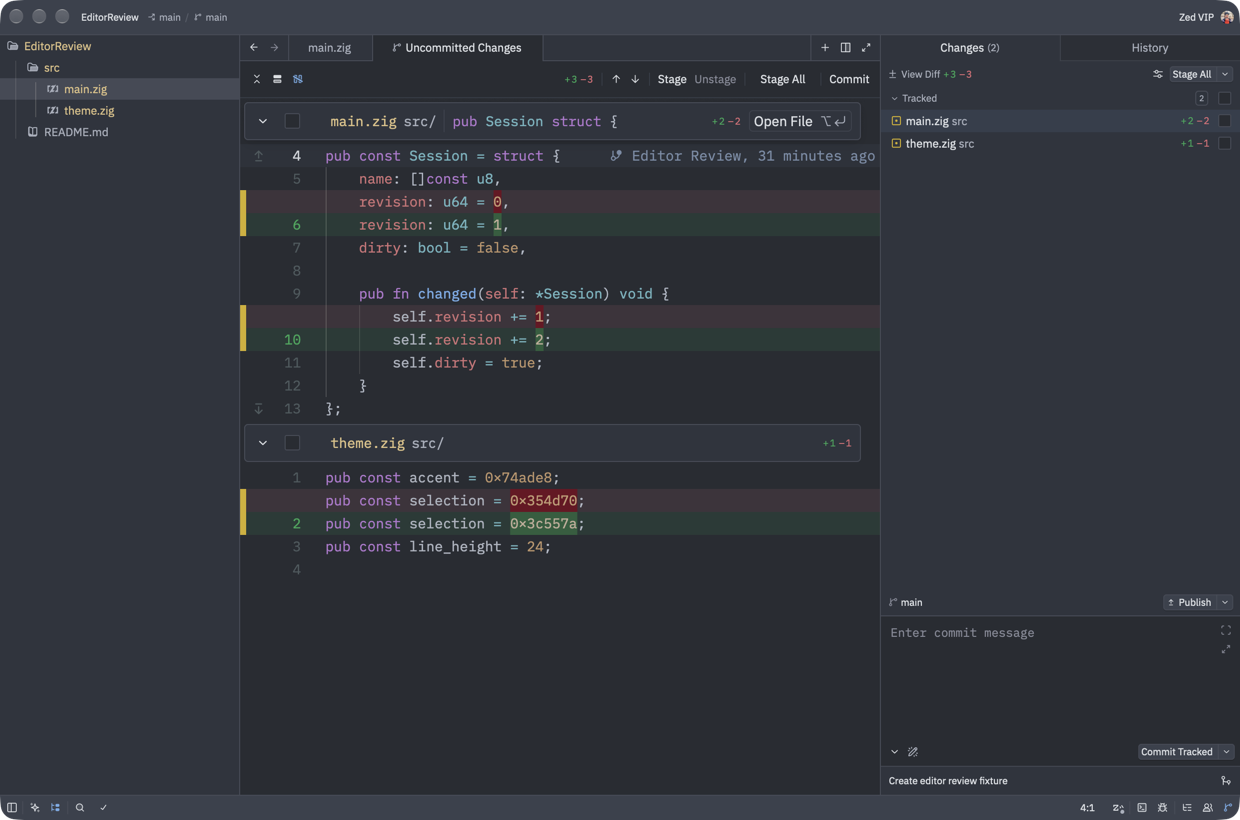 EditorReview main / main Zed VIP
EditorReview
src
main.zig
theme.zig
README.md
main.zig Uncommitted Changes
+3 −3 Stage Unstage Stage All Commit
main.zig src/ pub Session struct { +2 −2 Open File ⌥↵
4 pub const Session = struct { Editor Review, 31 minutes ago
5 name: []const u8,
revision: u64 = 0,
6 revision: u64 = 1,
7 dirty: bool = false,
8
9 pub fn changed(self: *Session) void {
self.revision += 1;
10 self.revision += 2;
11 self.dirty = true;
12 }
13 };
theme.zig src/ +1 −1
1 pub const accent = 0×74ade8;
pub const selection = 0×354d70;
2 pub const selection = 0×3c557a;
3 pub const line_height = 24;
4
Changes (2) History
View Diff +3 −3 Stage All
Tracked 2
main.zig src +2 −2
theme.zig src +1 −1
main Publish
Enter commit message
Commit Tracked
Create editor review fixture
4:1